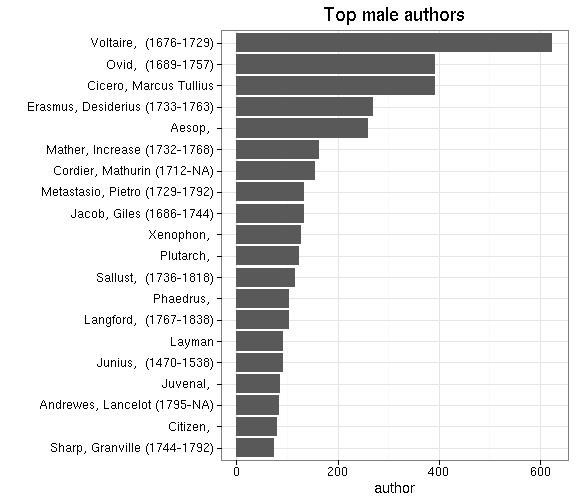 Top male authors
Voltaire,  (1676-1729)
Ovid,  (1689-1757)
Cicero, Marcus Tullius
Erasmus, Desiderius (1733-1763)
Aesop,
Mather, Increase (1732-1768)
Cordier, Mathurin (1712-NA)
Metastasio, Pietro (1729-1792)
Jacob, Giles (1686-1744)
Xenophon,
Plutarch,
Sallust,  (1736-1818)
Phaedrus,
Langford,  (1767-1838)
Layman
Junius,  (1470-1538)
Juvenal,
Andrewes, Lancelot (1795-NA)
Citizen,
Sharp, Granville (1744-1792)
0 200 400 600
author